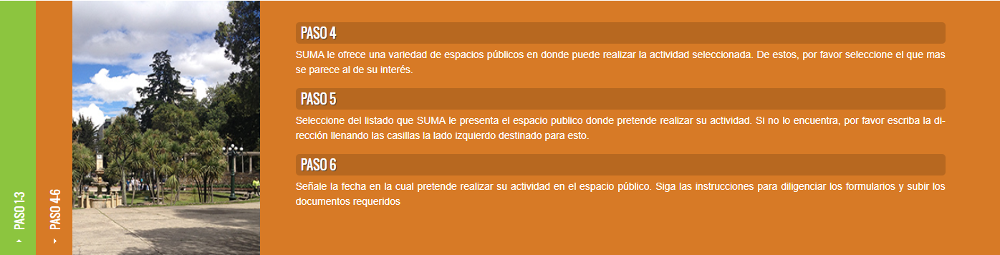 PASO 1-3
PASO 4-6
PASO 4
SUMA le ofrece una variedad de espacios públicos en donde puede realizar la actividad seleccionada. De estos, por favor seleccione el que mas
se parece al de su interés.
PASO 5
Seleccione del listado que SUMA le presenta el espacio publico donde pretende realizar su actividad. Si no lo encuentra, por favor escriba la di-
rección llenando las casillas la lado izquierdo destinado para esto.
PASO 6
Señale la fecha en la cual pretende realizar su actividad en el espacio público. Siga las instrucciones para diligenciar los formularios y subir los
documentos requeridos